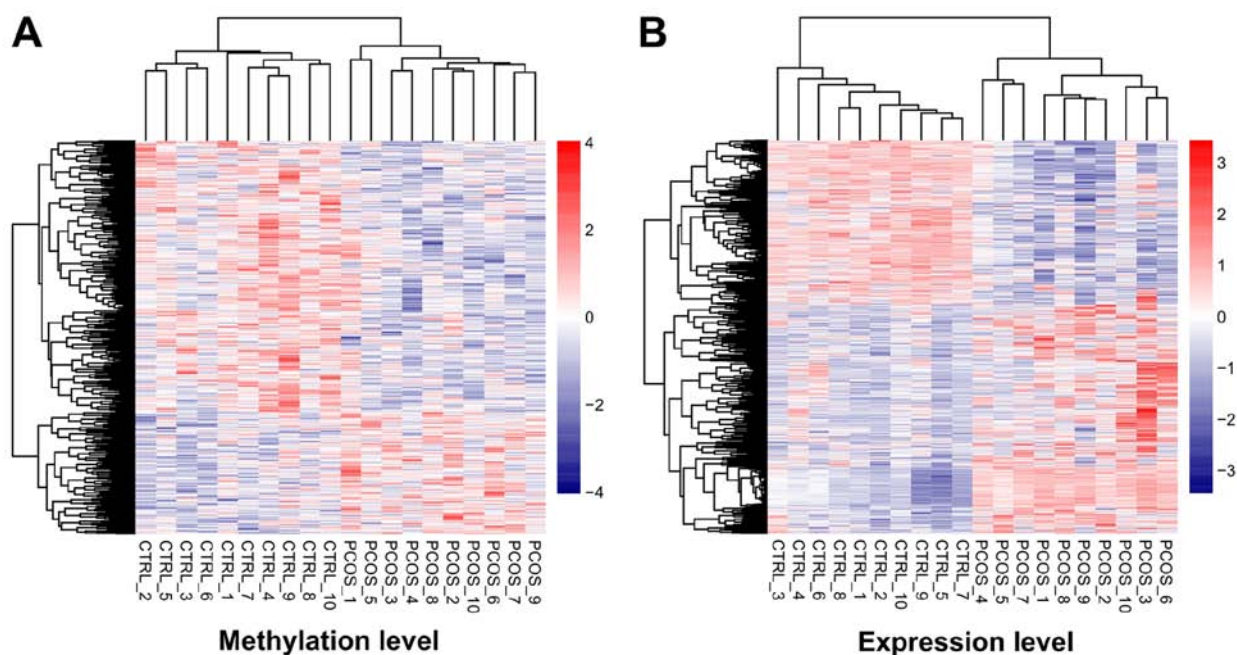 A
B
4
2
0
−2
−4
3
2
1
0
−1
−2
−3
CTRL_2
CTRL_5
CTRL_3
CTRL_6
CTRL_1
CTRL_7
CTRL_4
CTRL_9
CTRL_8
CTRL_10
PCOS_1
PCOS_5
PCOS_3
PCOS_4
PCOS_8
PCOS_2
PCOS_10
PCOS_6
PCOS_7
PCOS_9
CTRL_3
CTRL_4
CTRL_6
CTRL_8
CTRL_1
CTRL_2
CTRL_10
CTRL_9
CTRL_5
CTRL_7
PCOS_4
PCOS_5
PCOS_7
PCOS_1
PCOS_8
PCOS_9
PCOS_2
PCOS_10
PCOS_3
PCOS_6
Methylation level
Expression level